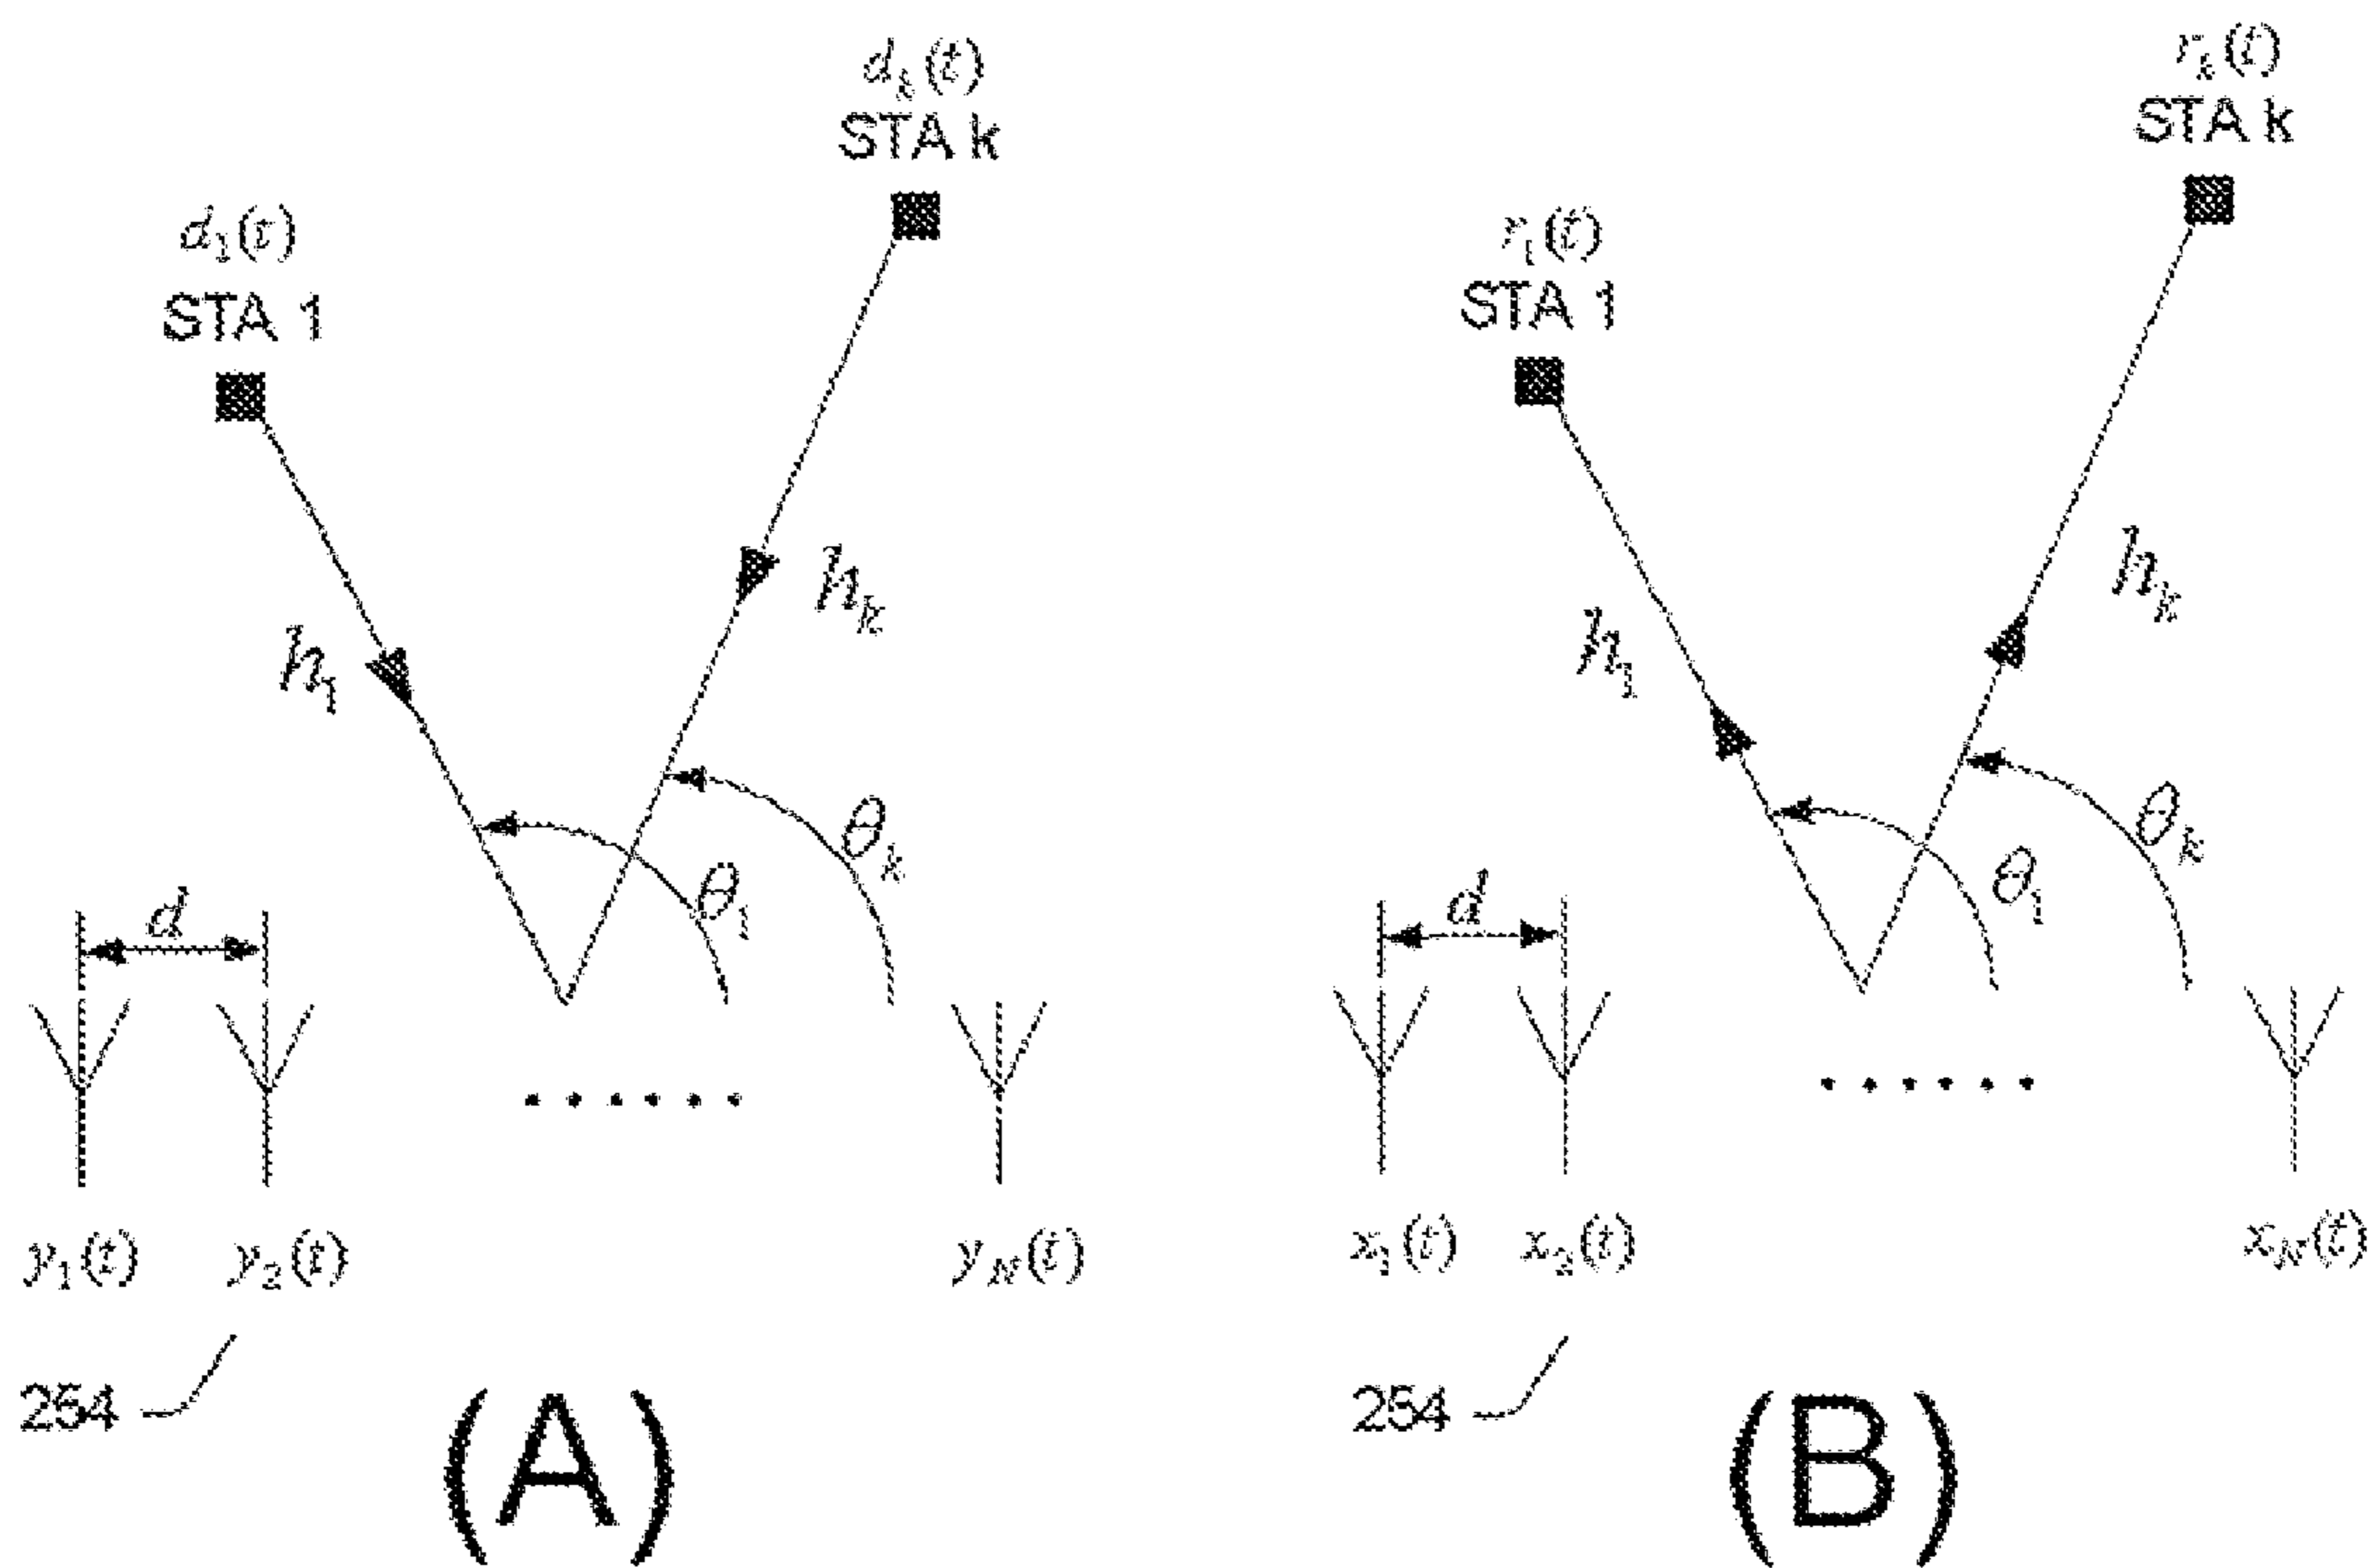 d_k(t)
STA k
d_1(t)
STA 1
h_1
h_k
θ_1
θ_k
d
y_1(t) y_2(t) y_N(t)
254
(A)
r_k(t)
STA k
r_1(t)
STA 1
h_1
h_k
θ_1
θ_k
d
x_1(t) x_2(t) x_N(t)
254
(B)